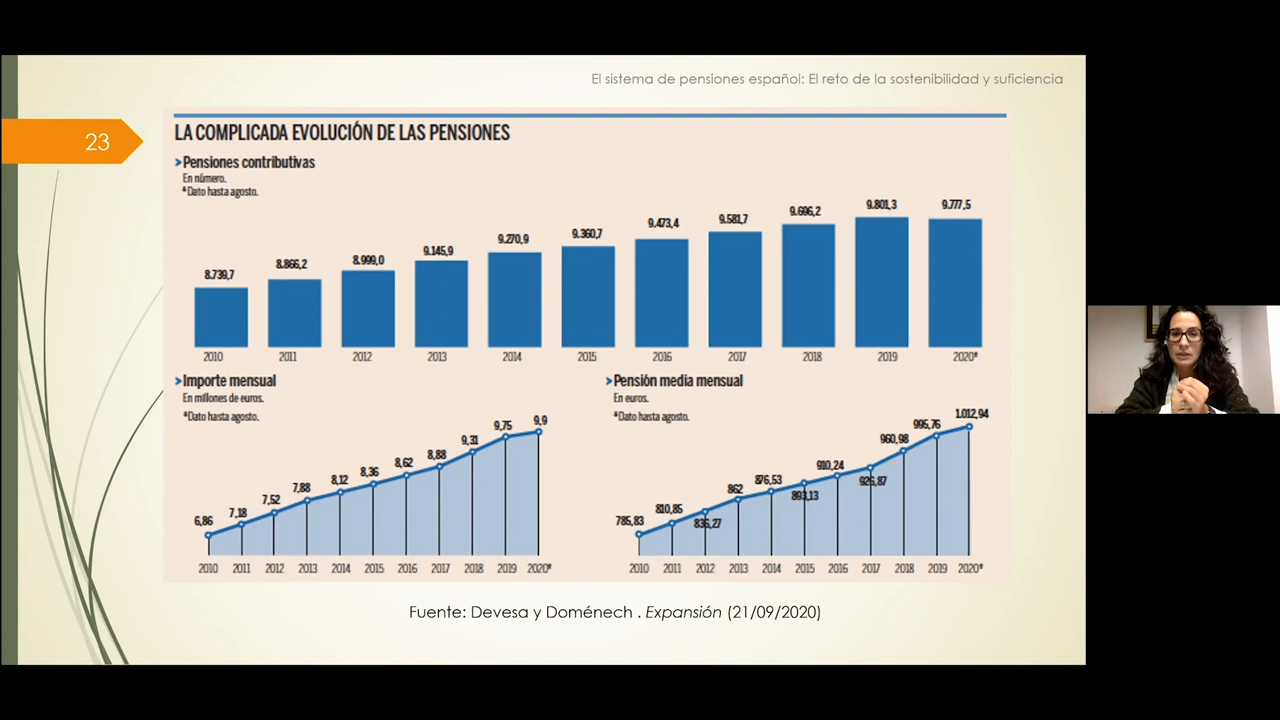 El sistema de pensiones español: El reto de la sostenibilidad y suficiencia
23
LA COMPLICADA EVOLUCIÓN DE LAS PENSIONES
>Pensiones contributivas
En número.
*Dato hasta agosto.
8.739,7 8.866,2 8.999,0 9.145,9 9.270,9 9.360,7 9.473,4 9.581,7 9.696,2 9.801,3 9.777,5
2010 2011 2012 2013 2014 2015 2016 2017 2018 2019 2020*
>Importe mensual
En millones de euros.
*Dato hasta agosto.
6,86 7,18 7,52 7,88 8,12 8,36 8,62 8,88 9,31 9,75 9,9
2010 2011 2012 2013 2014 2015 2016 2017 2018 2019 2020*
>Pensión media mensual
En euros.
*Dato hasta agosto.
785,83 810,85 836,27 862 876,53 893,13 910,24 926,87 960,98 995,76 1.012,94
2010 2011 2012 2013 2014 2015 2016 2017 2018 2019 2020*
Fuente: Devesa y Doménech . Expansión (21/09/2020)